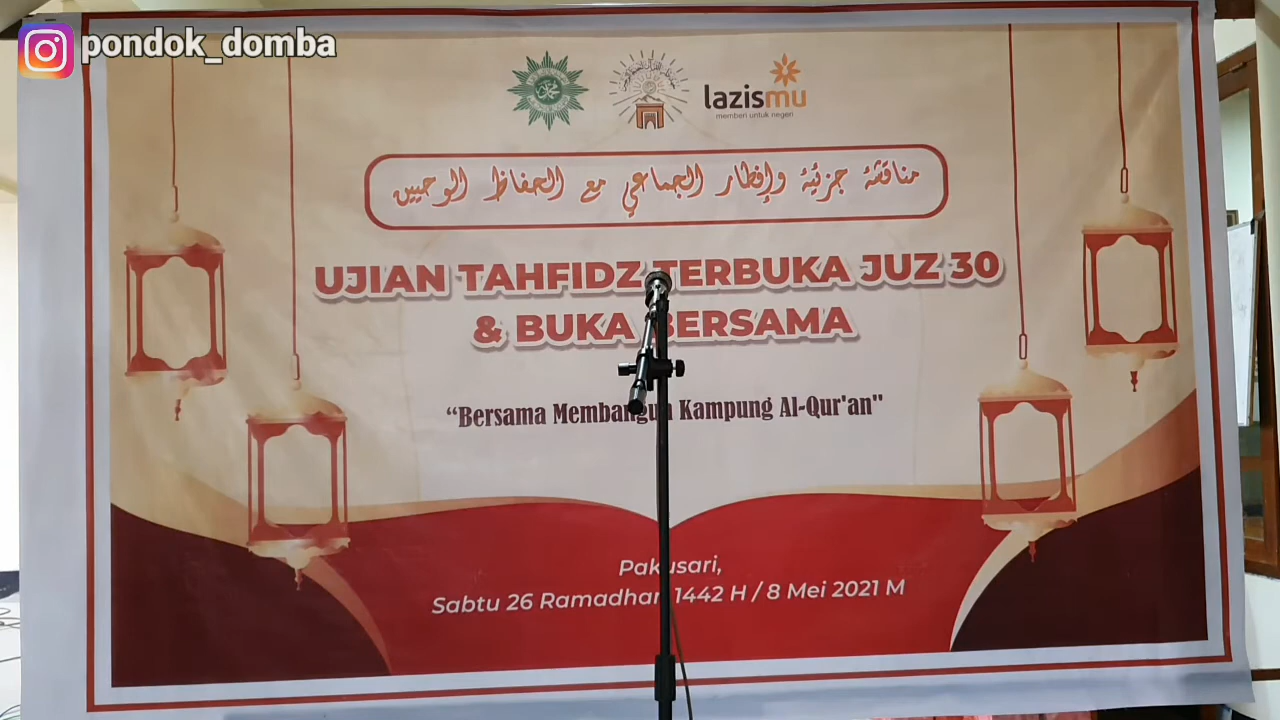 pondok_domba
lazismu
memberi untuk negeri
مناقشة جزئية وإفطار الجماعي مع الحفاظ الوحيين
UJIAN TAHFIDZ TERBUKA JUZ 30
& BUKA BERSAMA
“Bersama Membangun Kampung Al-Qur'an"
Pakusari,
Sabtu 26 Ramadhan 1442 H / 8 Mei 2021 M